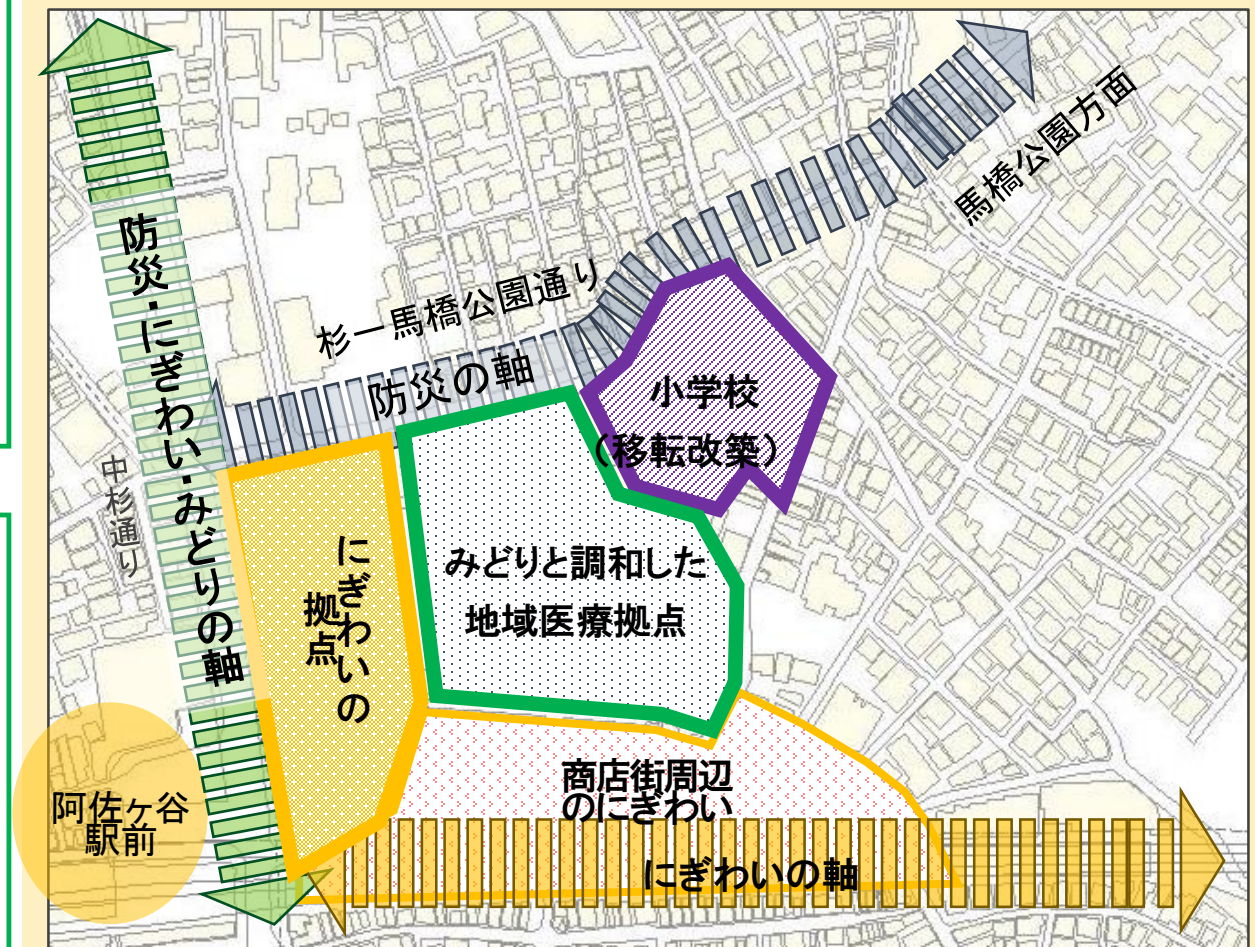 馬橋公園方面
防災・にぎわい・みどりの軸
杉一馬橋公園通り
防災の軸
小学校
（移転改築）
中杉通り
にぎわいの
拠点
みどりと調和した
地域医療拠点
商店街周辺
のにぎわい
阿佐ヶ谷
駅前
にぎわいの軸